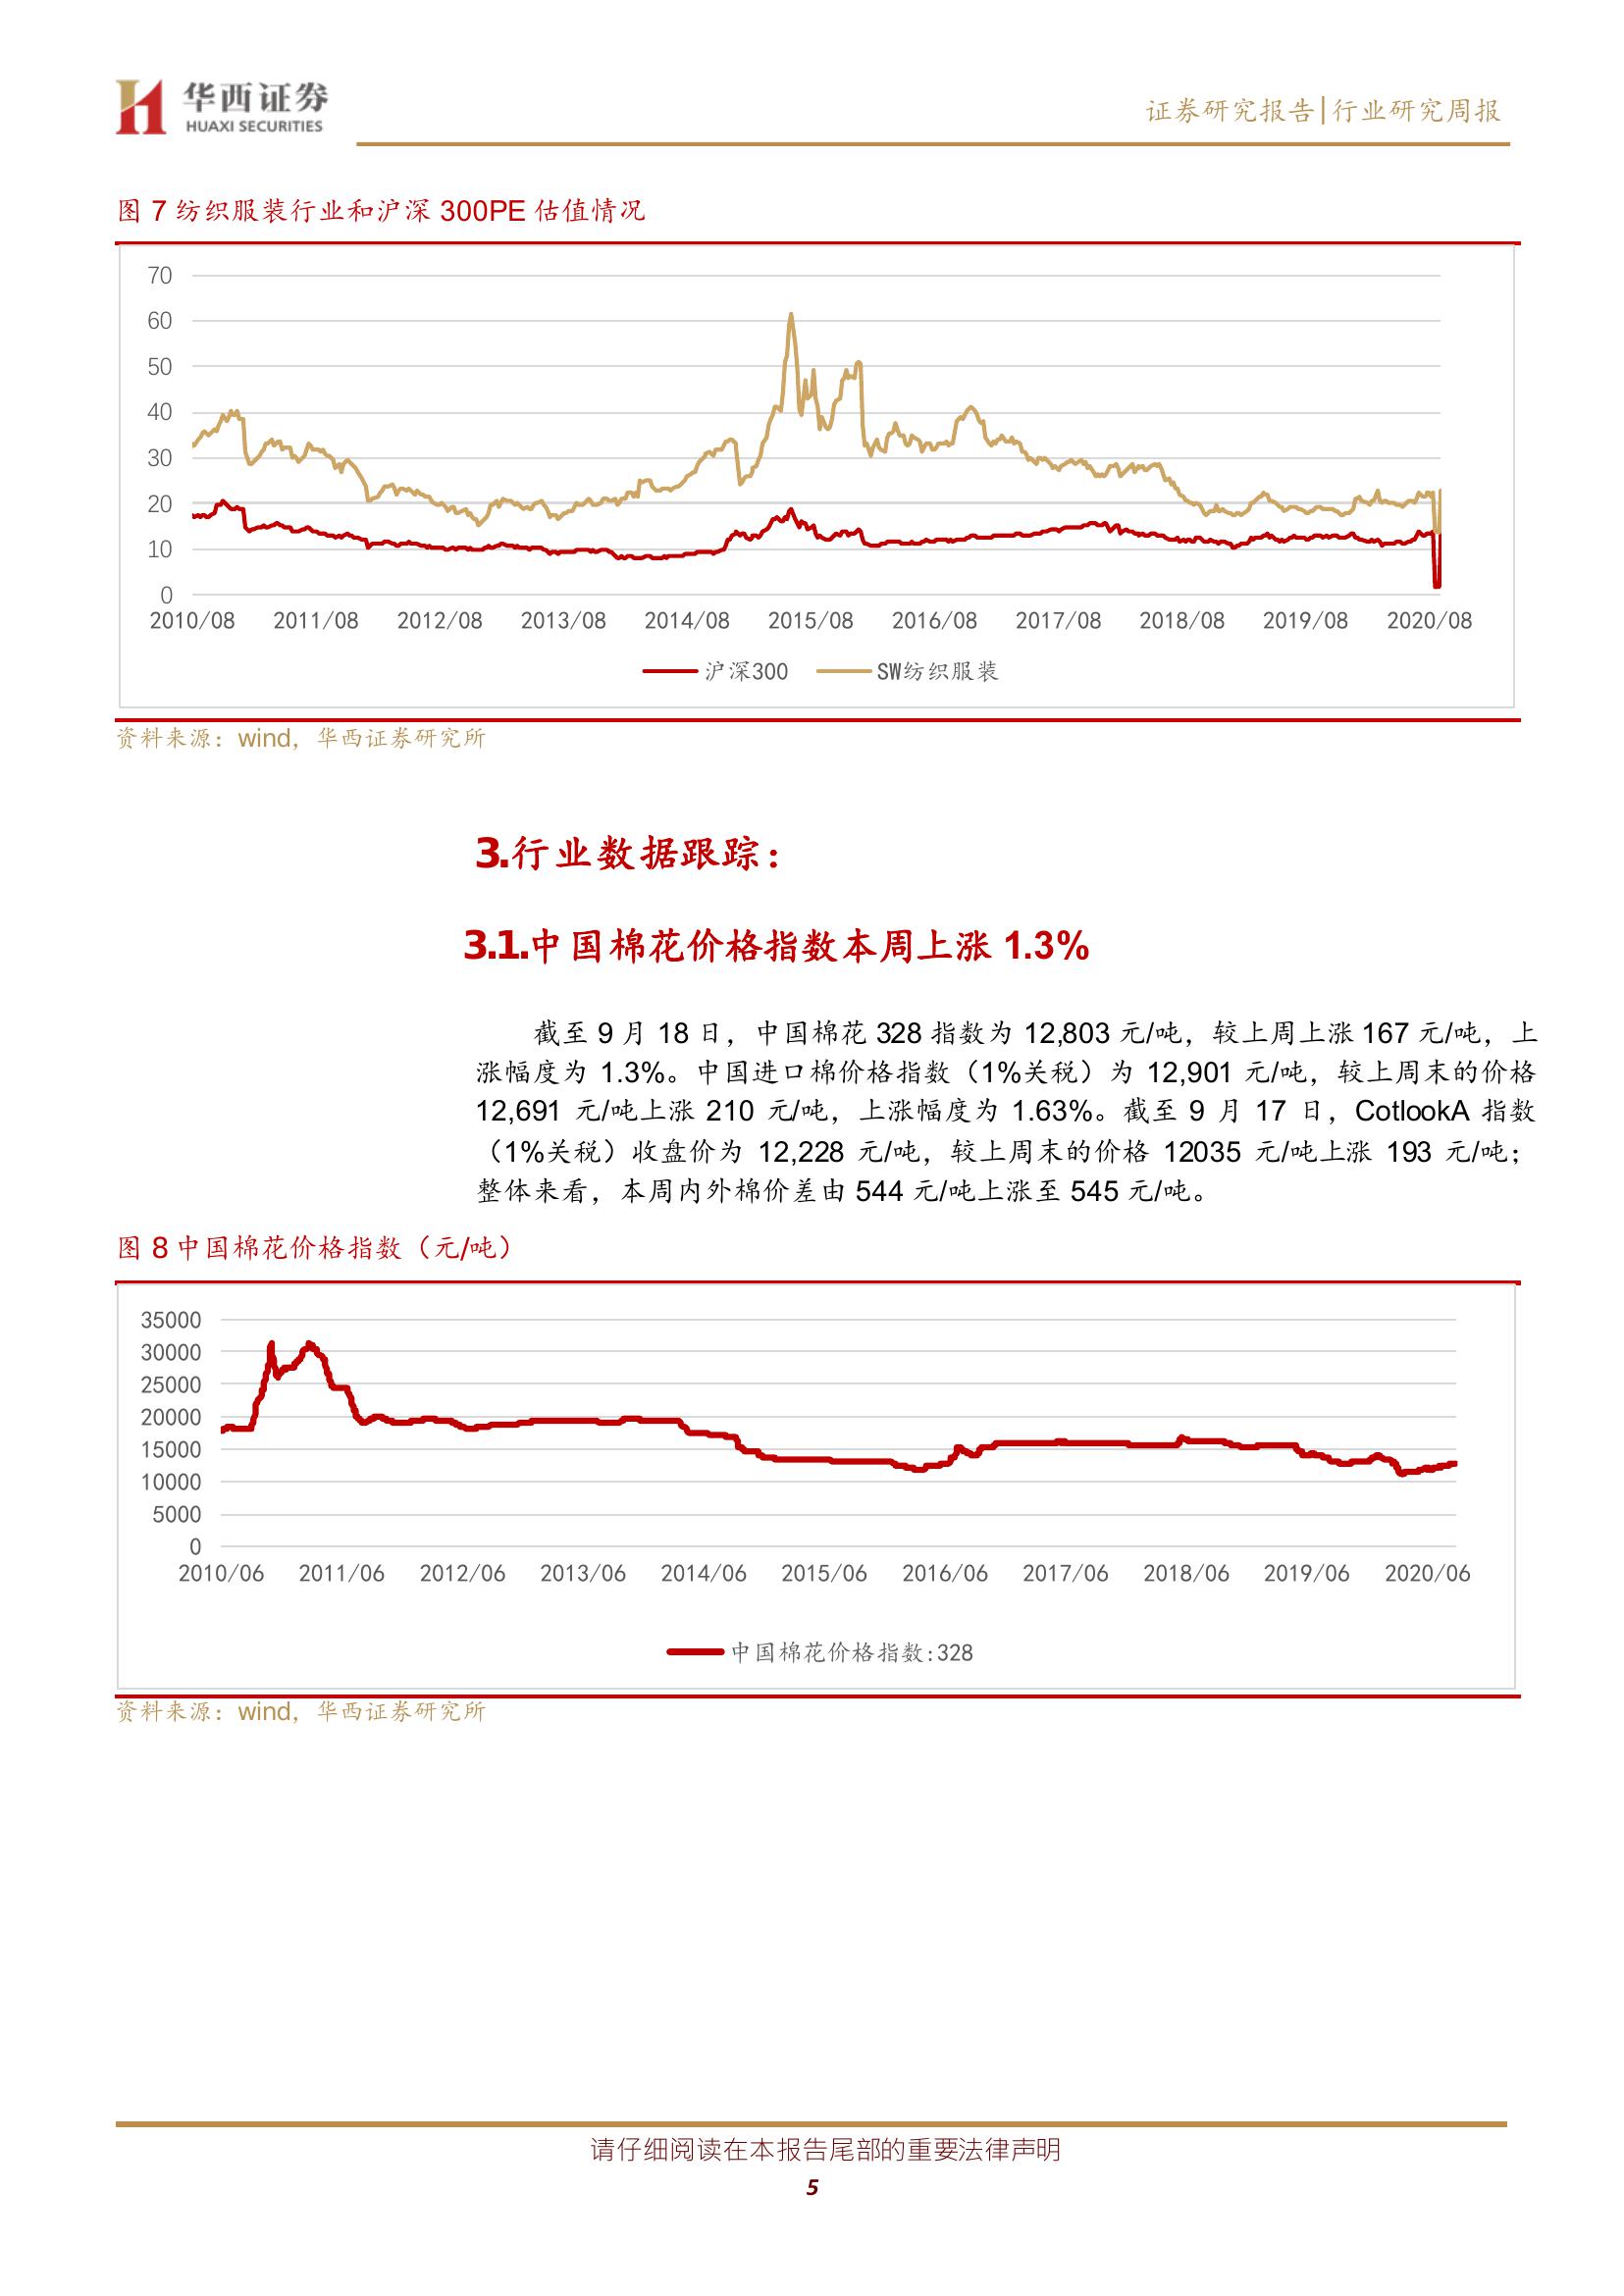 华西证券
HUAXI SECURITIES
证券研究报告|行业研究周报
图 7 纺织服装行业和沪深 300PE 估值情况
70
60
50
40
30
20
10
0
2010/08 2011/08 2012/08 2013/08 2014/08 2015/08 2016/08 2017/08 2018/08 2019/08 2020/08
沪深300 SW纺织服装
资料来源：wind，华西证券研究所
3.行业数据跟踪：
3.1.中国棉花价格指数本周上涨 1.3%
截至 9 月 18 日，中国棉花 328 指数为 12,803 元/吨，较上周上涨 167 元/吨，上
涨幅度为 1.3%。中国进口棉价格指数（1%关税）为 12,901 元/吨，较上周末的价格
12,691 元/吨上涨 210 元/吨，上涨幅度为 1.63%。截至 9 月 17 日，CotlookA 指数
（1%关税）收盘价为 12,228 元/吨，较上周末的价格 12035 元/吨上涨 193 元/吨；
整体来看，本周内外棉价差由 544 元/吨上涨至 545 元/吨。
图 8 中国棉花价格指数（元/吨）
35000
30000
25000
20000
15000
10000
5000
0
2010/06 2011/06 2012/06 2013/06 2014/06 2015/06 2016/06 2017/06 2018/06 2019/06 2020/06
中国棉花价格指数:328
资料来源：wind，华西证券研究所
请仔细阅读在本报告尾部的重要法律声明
5